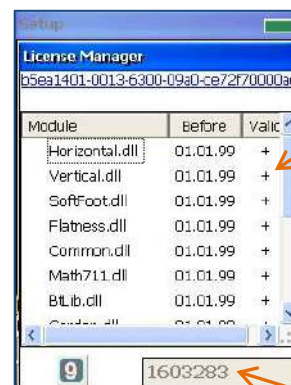 Setup
License Manager
b5ea1401-0013-6300-09a0-ce72f70000a
Module Before Valid
Horizontal.dll 01.01.99 +
Vertical.dll 01.01.99 +
SoftFoot.dll 01.01.99 +
Flatness.dll 01.01.99 +
Common.dll 01.01.99 +
Math711.dll 01.01.99 +
BtLib.dll 01.01.99 +
9 1603283